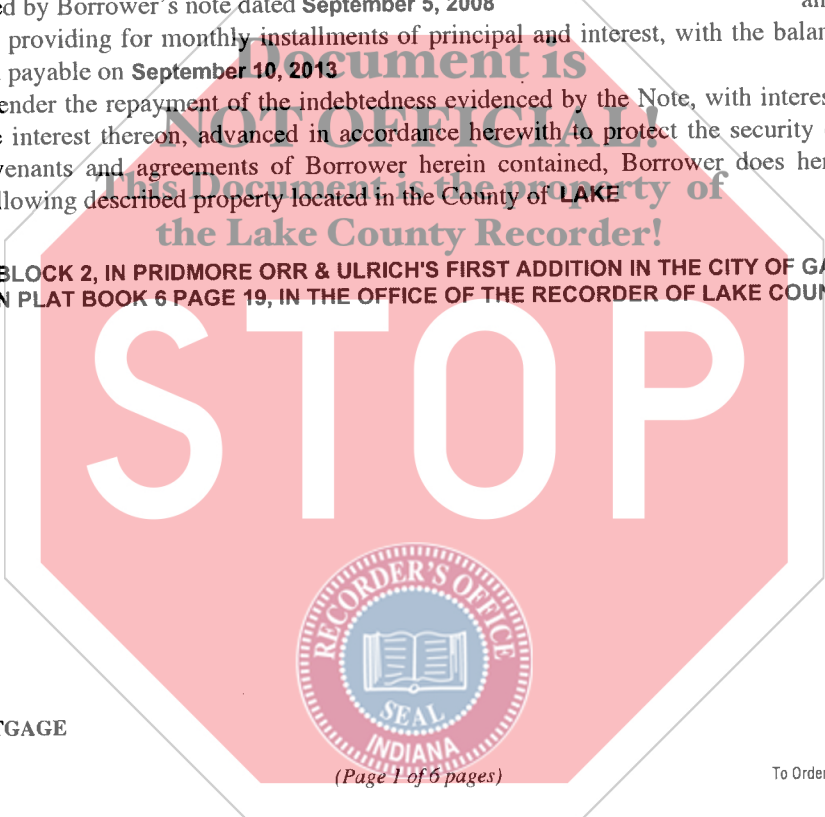 ed by Borrower's note dated September 5, 2008 an
providing for monthly installments of principal and interest, with the balan
payable on September 10, 2013
Document is
ender the repayment of the indebtedness evidenced by the Note, with interes
NOT OFFICIAL!
e interest thereon, advanced in accordance herewith to protect the security
venants and agreements of Borrower herein contained, Borrower does her
This Document is the property of
llowing described property located in the County of LAKE
the Lake County Recorder!
BLOCK 2, IN PRIDMORE ORR & ULRICH'S FIRST ADDITION IN THE CITY OF GA
N PLAT BOOK 6 PAGE 19, IN THE OFFICE OF THE RECORDER OF LAKE COUN
STOP
RECORDER'S OFFICE
SEAL
INDIANA
TGAGE
(Page 1 of 6 pages)
To Order